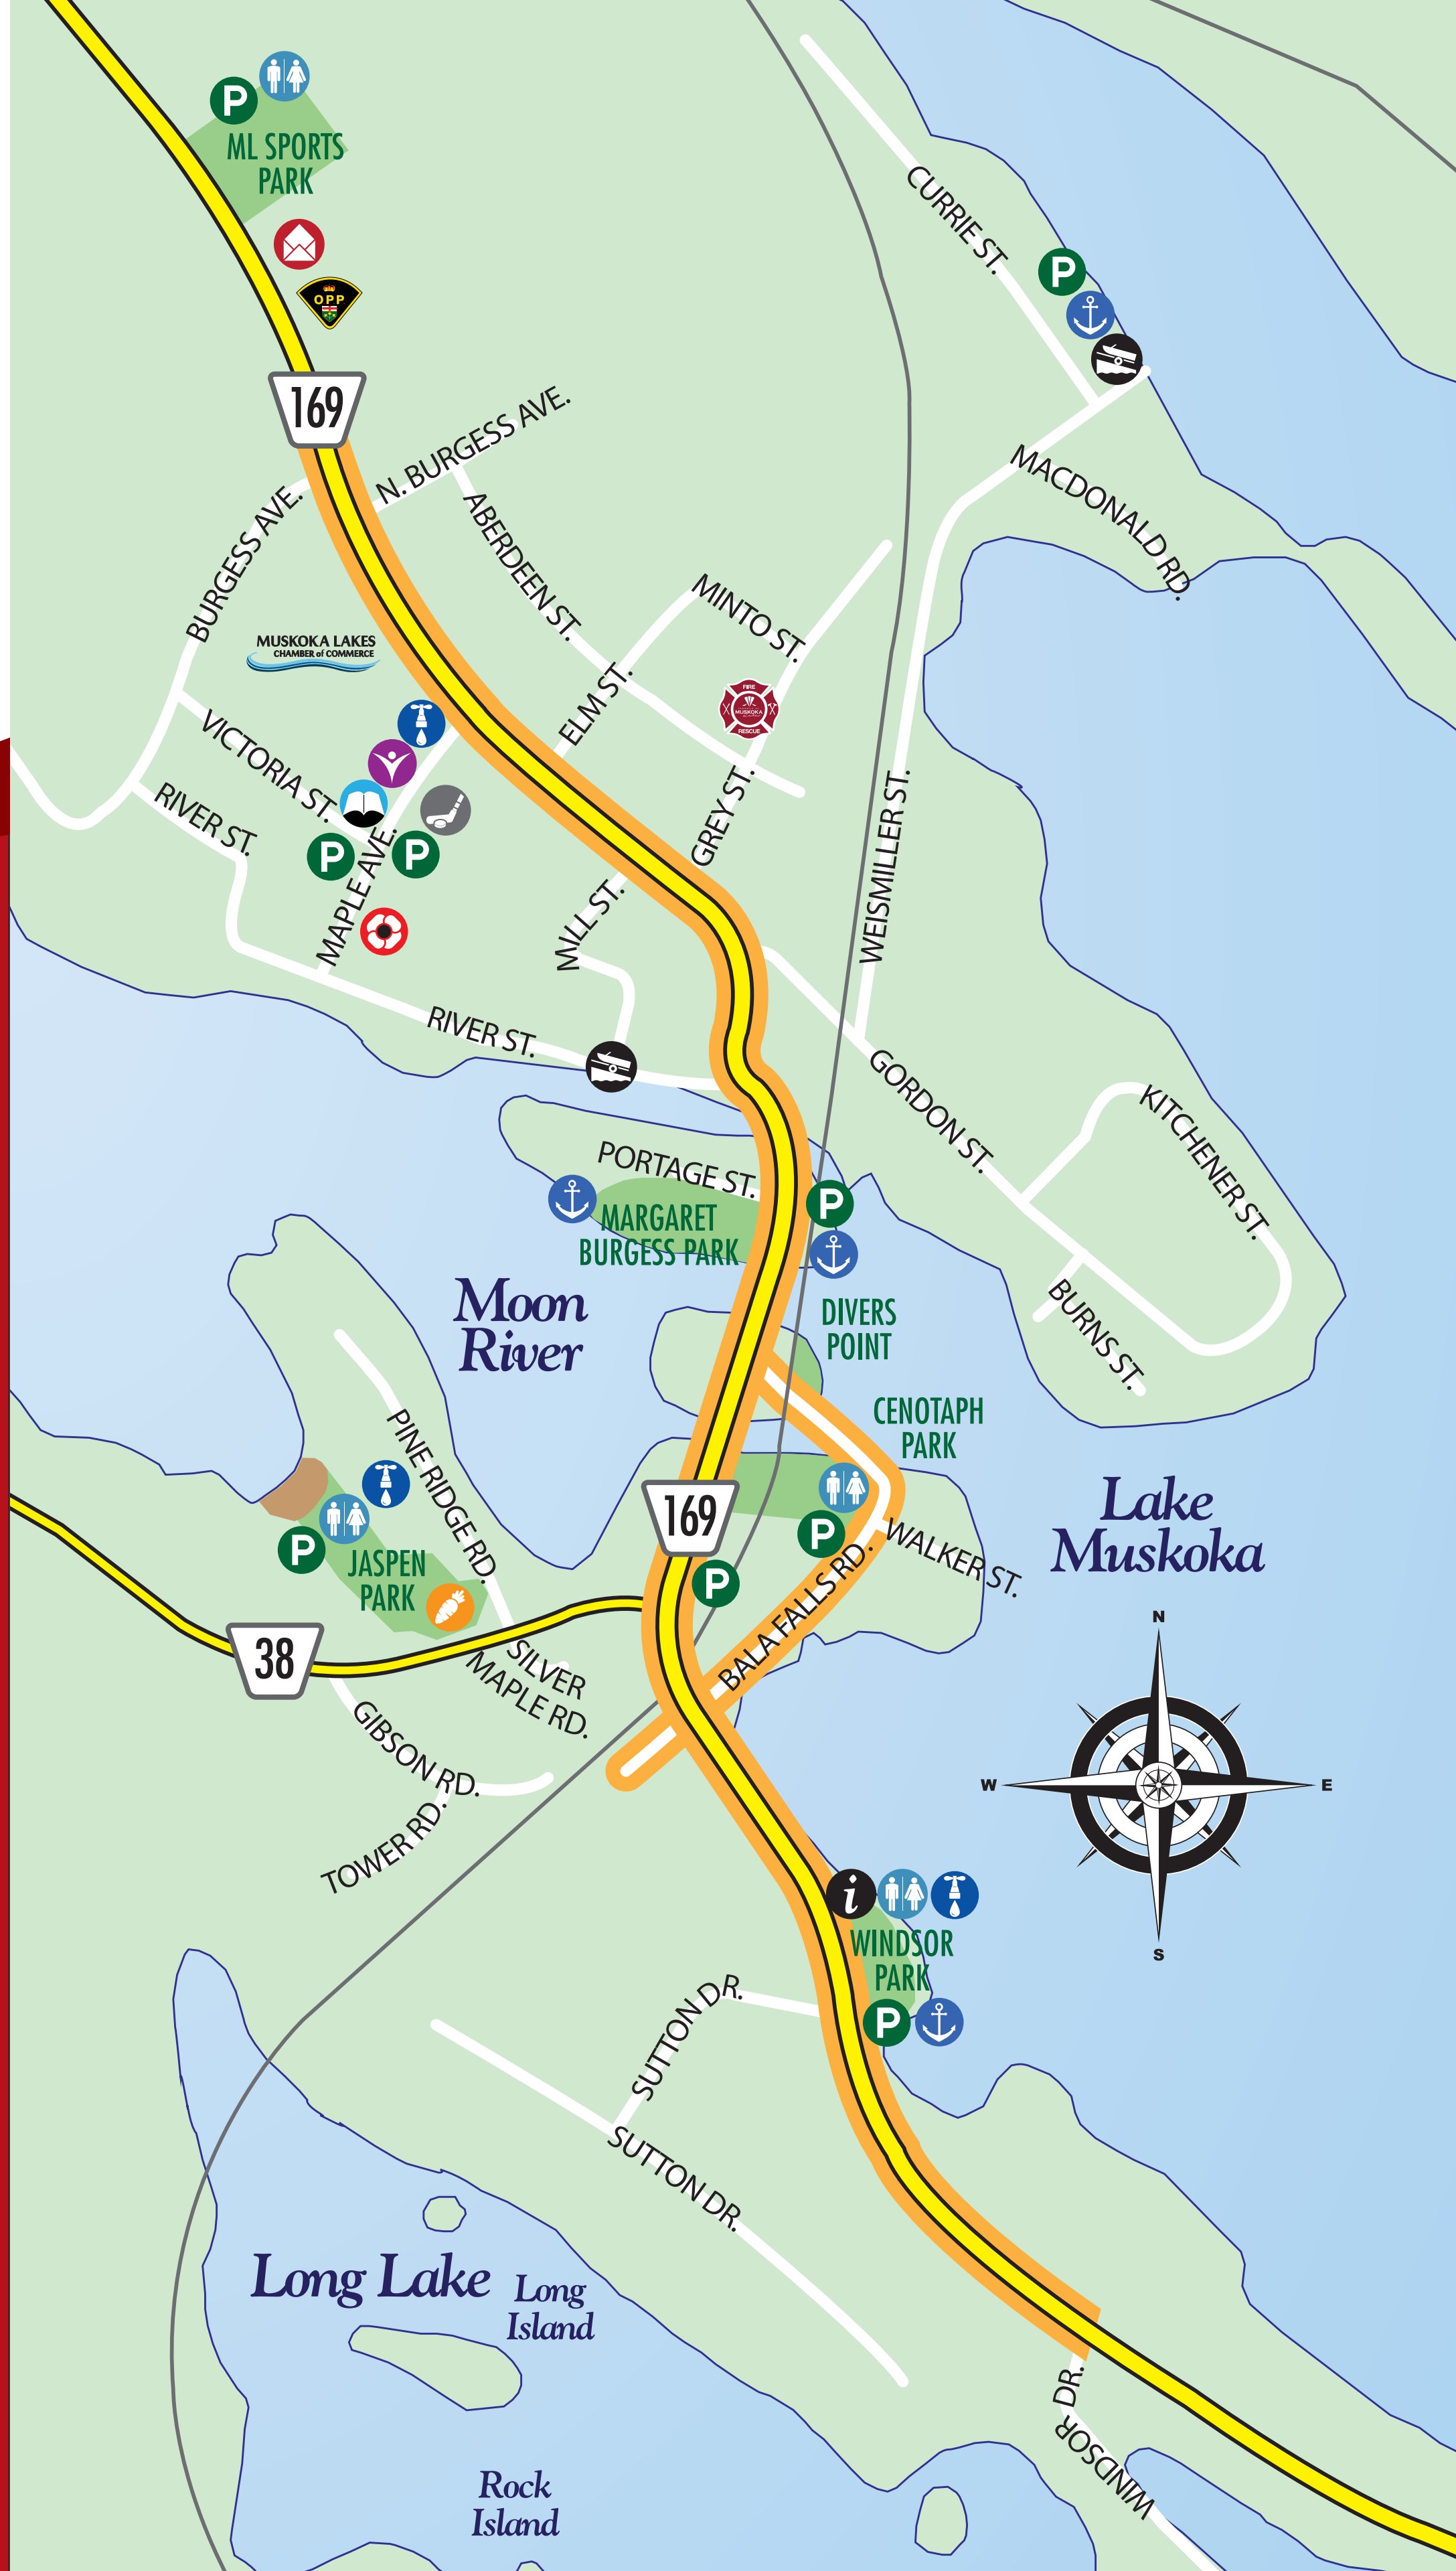 P
ML SPORTS
PARK
OPP
169
CURRIE ST.
P
N. BURGESS AVE.
BURGESS AVE.
ABERDEEN ST.
MACDONALD RD.
MINTO ST.
MUSKOKA LAKES
CHAMBER of COMMERCE
ELM ST.
FIRE
MUSKOKA
RESCUE
VICTORIA ST.
RIVER ST.
GREY ST.
WEISMILLER ST.
P
P
MAPLE AVE.
MILL ST.
RIVER ST.
GORDON ST.
KITCHENER ST.
PORTAGE ST.
P
MARGARET
BURGESS PARK
Moon
River
DIVERS
POINT
BURNS ST.
CENOTAPH
PARK
PINE RIDGE RD.
Lake
Muskoka
169
P
WALKER ST.
P
JASPEN
PARK
P
BALA FALLS RD.
38
SILVER
MAPLE RD.
GIBSON RD.
TOWER RD.
N
W
E
S
i
WINDSOR
PARK
P
SUTTON DR.
SUTTON DR.
Long Lake
Long
Island
WINDSOR DR.
Rock
Island